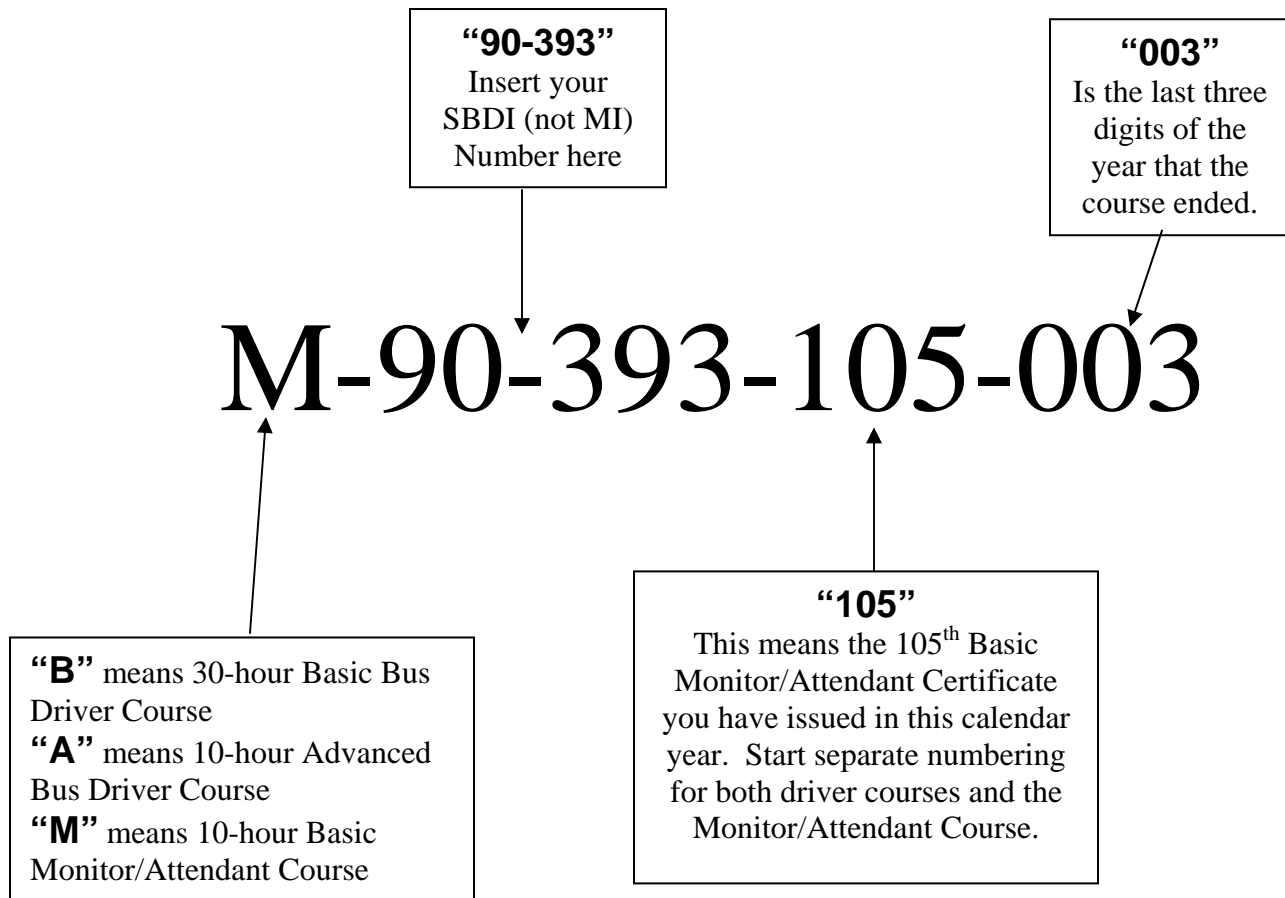 “90-393”
Insert your
SBDI (not MI)
Number here
“003”
Is the last three
digits of the
year that the
course ended.
M-90-393-105-003
“B” means 30-hour Basic Bus
Driver Course
“A” means 10-hour Advanced
Bus Driver Course
“M” means 10-hour Basic
Monitor/Attendant Course
“105”
This means the 105th Basic
Monitor/Attendant Certificate
you have issued in this calendar
year. Start separate numbering
for both driver courses and the
Monitor/Attendant Course.